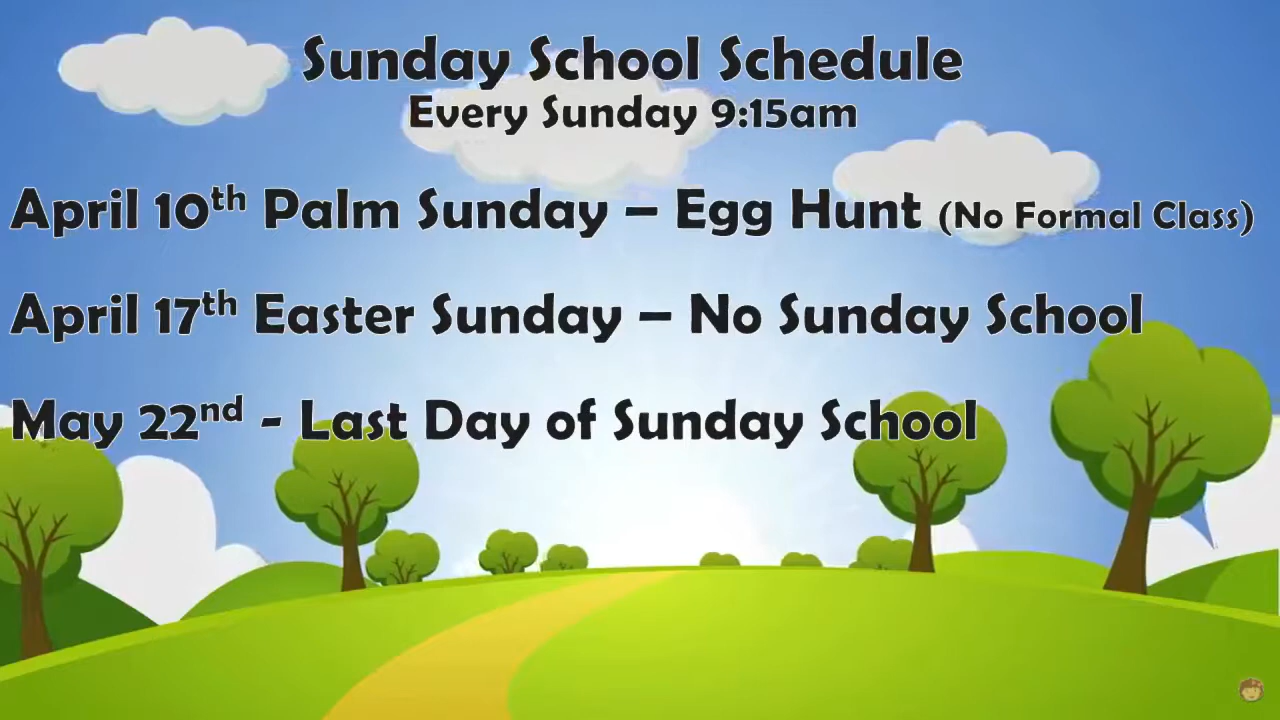 Sunday School Schedule
Every Sunday 9:15am
April 10th Palm Sunday – Egg Hunt (No Formal Class)
April 17th Easter Sunday – No Sunday School
May 22nd - Last Day of Sunday School